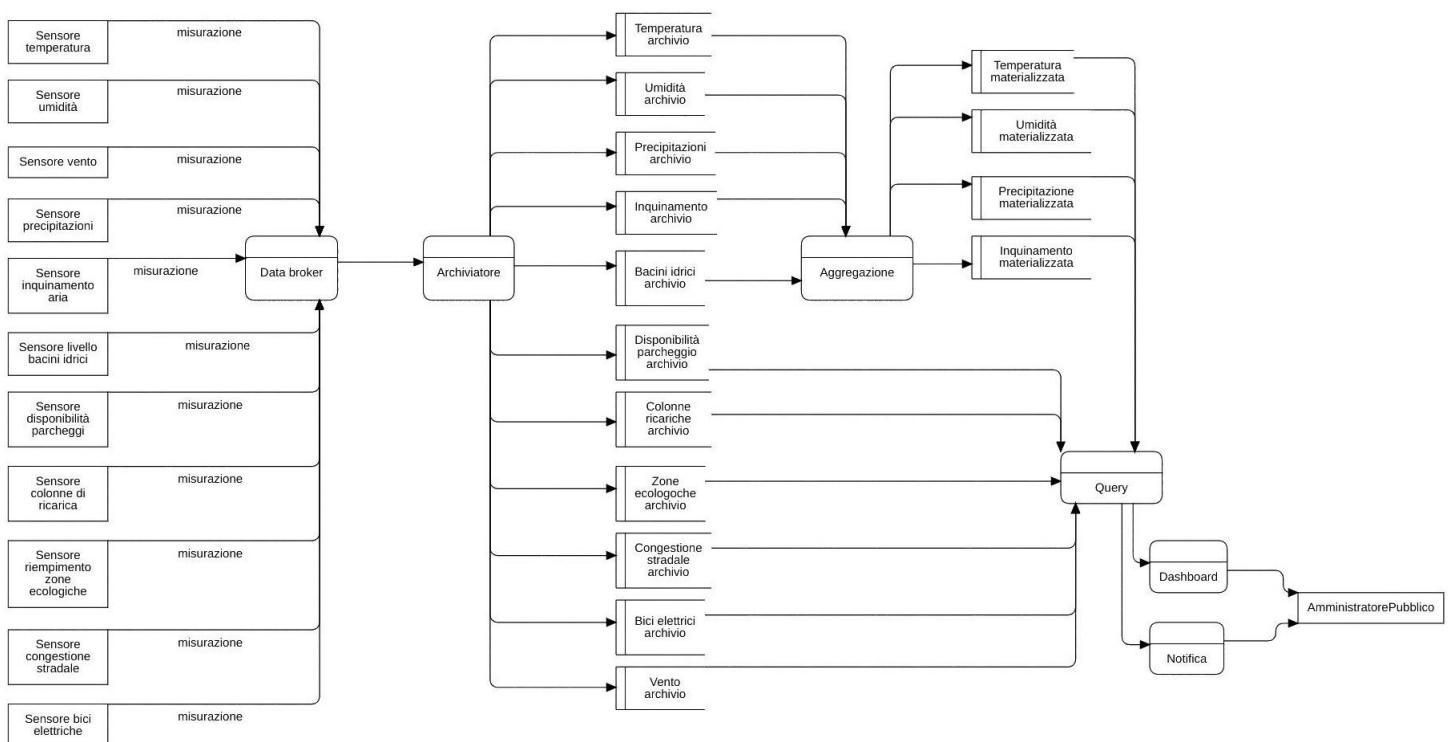 Sensore
temperatura
misurazione
Sensore
umidità
misurazione
Sensore vento
misurazione
Sensore
precipitazioni
misurazione
Sensore
inquinamento
aria
misurazione
Sensore livello
bacini idrici
misurazione
Sensore
disponibilità
parcheggi
misurazione
Sensore
colonne di
ricarica
misurazione
Sensore
riempimento
zone
ecologiche
misurazione
Sensore
congestione
stradale
misurazione
Sensore bici
elettriche
misurazione
Data broker
Archiviatore
Temperatura
archivio
Umidità
archivio
Precipitazioni
archivio
Inquinamento
archivio
Bacini idrici
archivio
Disponibilità
parcheggio
archivio
Colonne
ricariche
archivio
Zone
ecologoche
archivio
Congestione
stradale
archivio
Bici elettrici
archivio
Vento
archivio
Aggregazione
Temperatura
materializzata
Umidità
materializzata
Precipitazione
materializzata
Inquinamento
materializzata
Query
Dashboard
Notifica
AmministratorePubblico